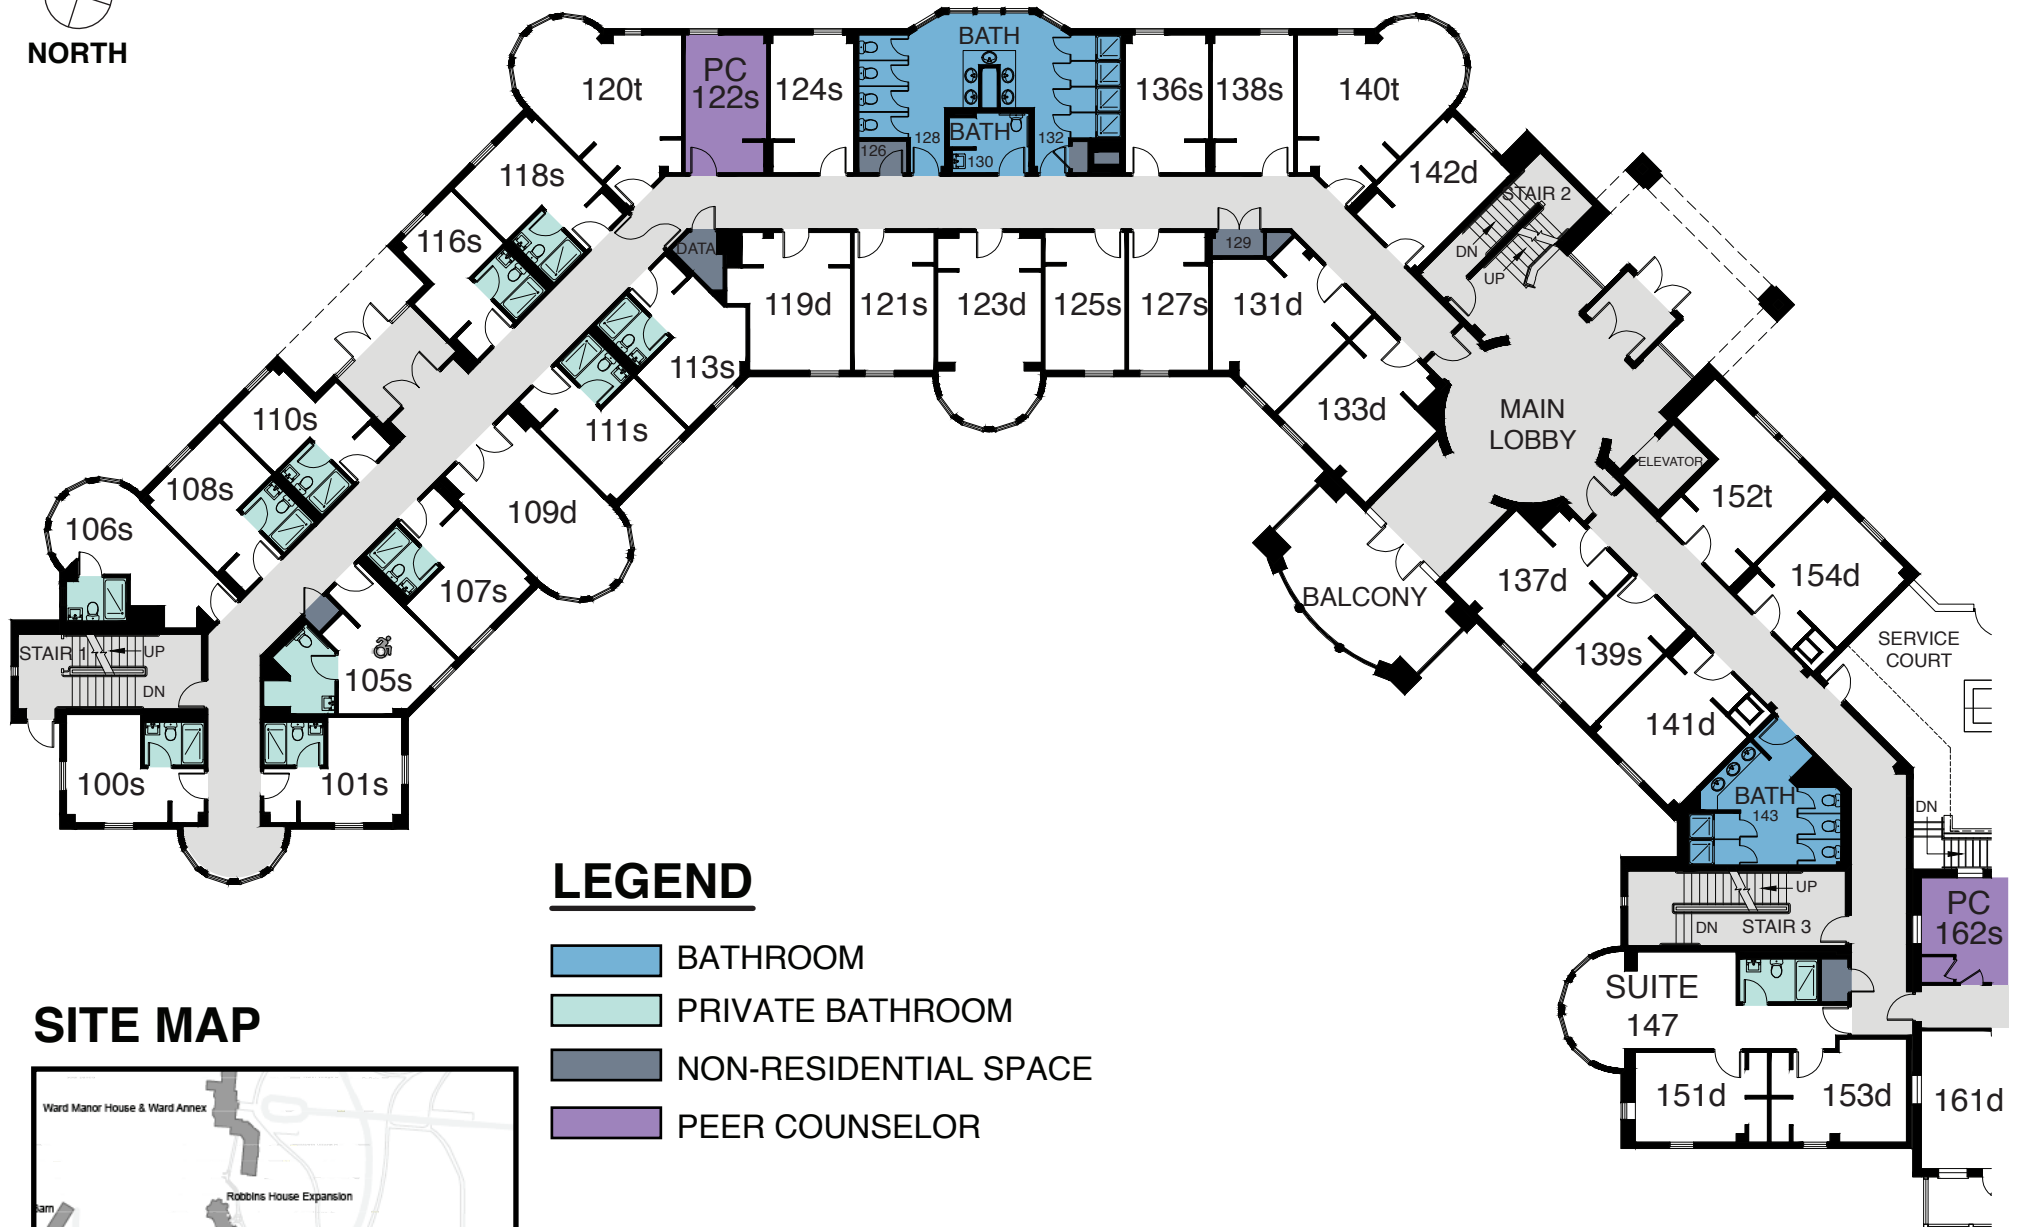 NORTH
120t
PC
122s
124s
BATH
136s
138s
140t
126
128
BATH
130
132
118s
142d
STAIR 2
DN
UP
116s
DATA
119d
121s
123d
125s
127s
129
131d
113s
133d
MAIN
LOBBY
110s
111s
ELEVATOR
108s
109d
152t
106s
107s
137d
154d
BALCONY
STAIR 1
UP
DN
105s
139s
SERVICE
COURT
100s
101s
141d
BATH
143
DN
UP
DN
STAIR 3
PC
162s
SUITE
147
151d
153d
161d
LEGEND
BATHROOM
PRIVATE BATHROOM
NON-RESIDENTIAL SPACE
PEER COUNSELOR
SITE MAP
Ward Manor House & Ward Annex
Robbins House Expansion